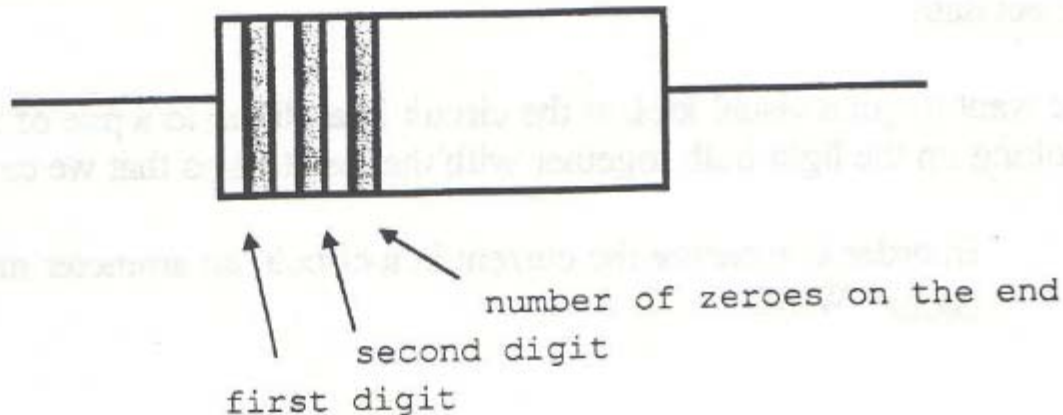 number of zeroes on the end
second digit
first digit